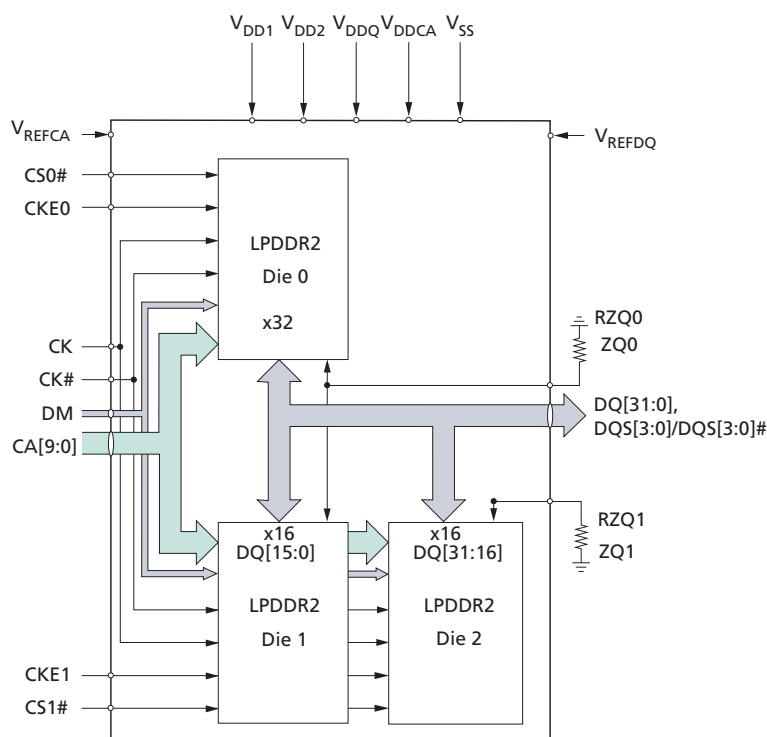 VDD1 VDD2 VDDQ VDDCA VSS
VREFCA
VREFDQ
CS0#
CKE0
LPDDR2
Die 0
x32
RZQ0
ZQ0
CK
CK#
DM
CA[9:0]
DQ[31:0],
DQS[3:0]/DQS[3:0]#
x16
DQ[15:0]
LPDDR2
Die 1
x16
DQ[31:16]
LPDDR2
Die 2
RZQ1
ZQ1
CKE1
CS1#